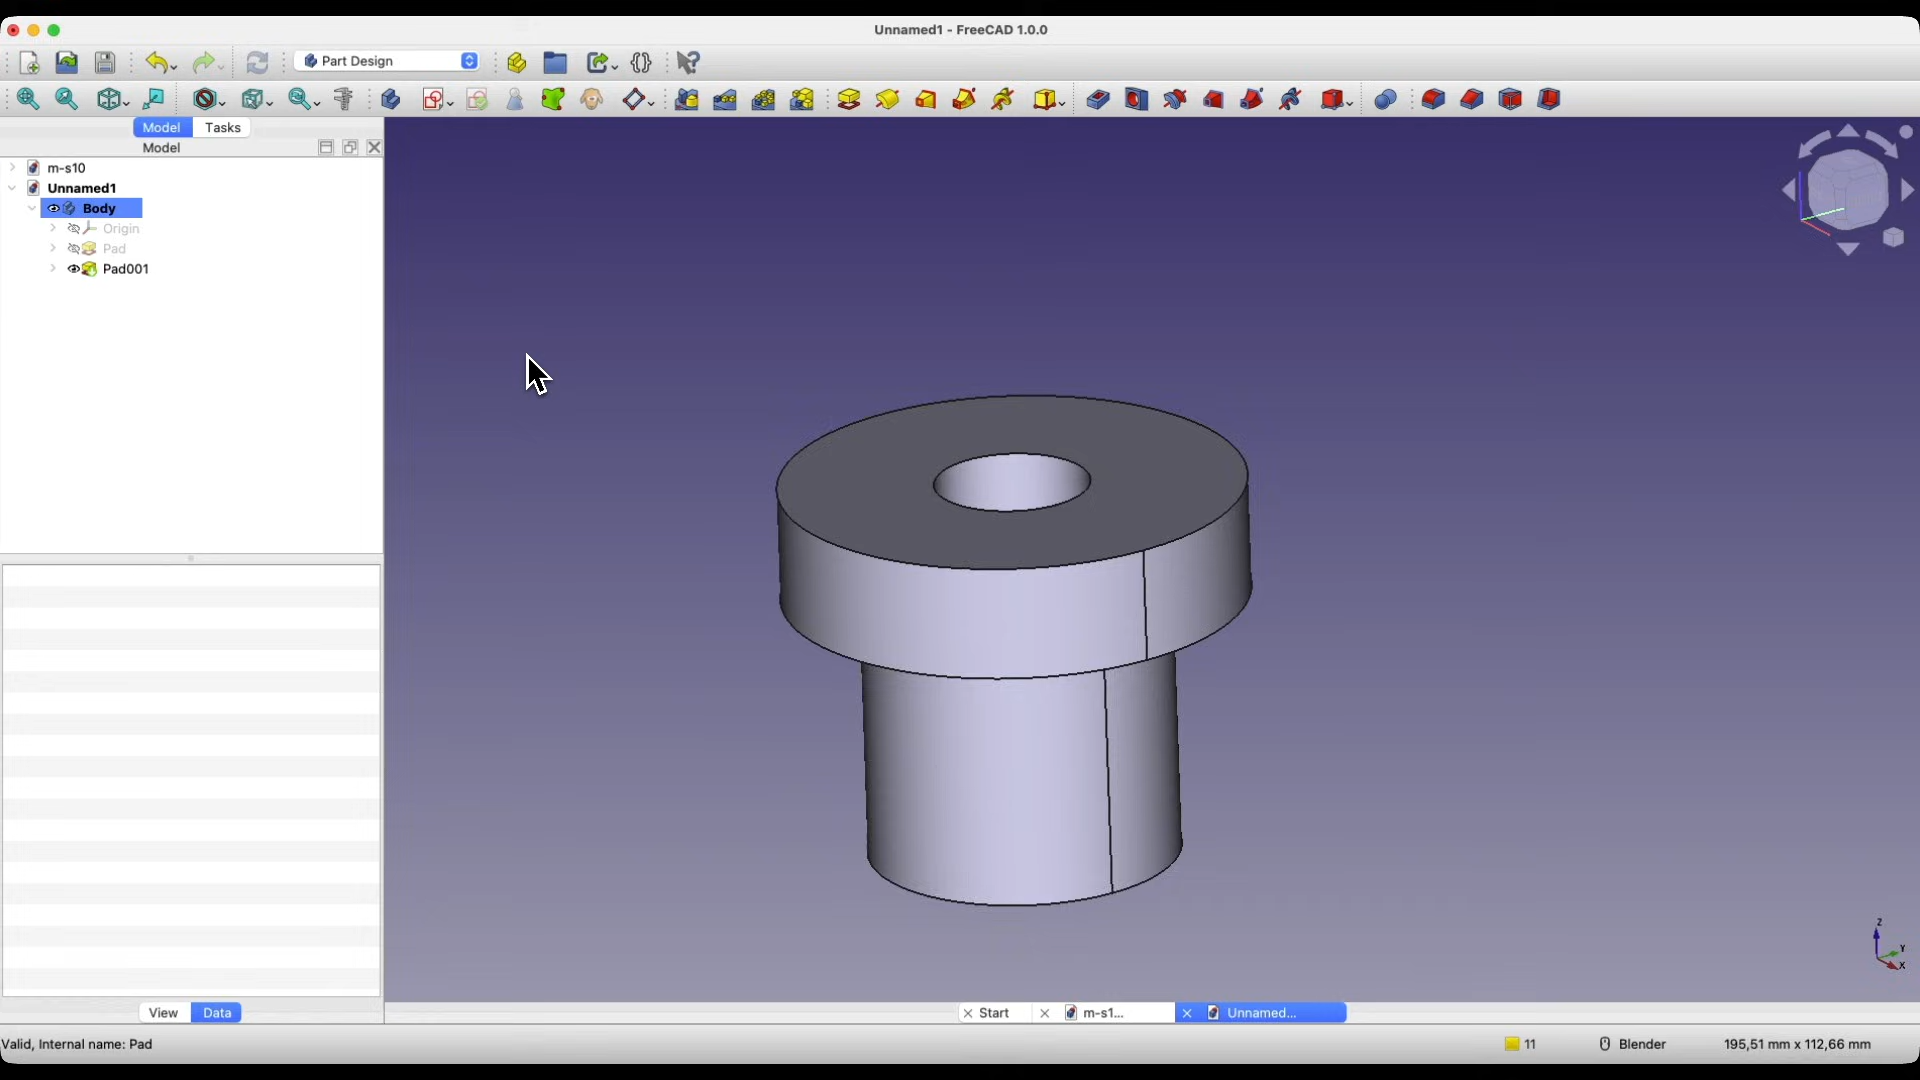 Unnamed1 - FreeCAD 1.0.0
Part Design
Model Tasks
Model
m-s10
Unnamed1
Body
Origin
Pad
Pad001
Z
Y
X
View Data
Start
m-s1...
Unnamed...
Valid, Internal name: Pad
11
Blender
195,51 mm x 112,66 mm